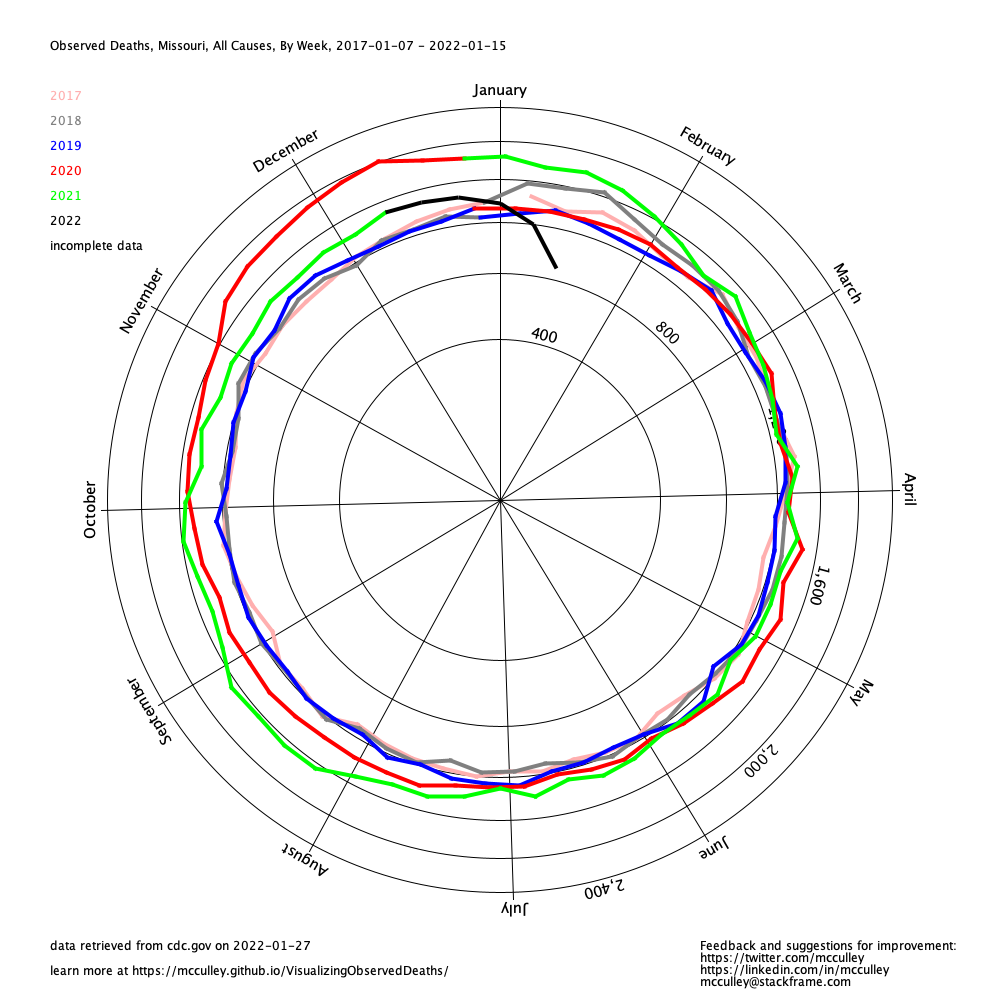 Observed Deaths, Missouri, All Causes, By Week, 2017-01-07 - 2022-01-15
January
2017
2018
2019
2020
2021
2022
incomplete data
December
February
November
March
400
800
October
April
1,600
September
May
2,000
August
June
2,400
July
data retrieved from cdc.gov on 2022-01-27
learn more at https://mcculley.github.io/VisualizingObservedDeaths/
Feedback and suggestions for improvement:
https://twitter.com/mcculley
https://linkedin.com/in/mcculley
mcculley@stackframe.com